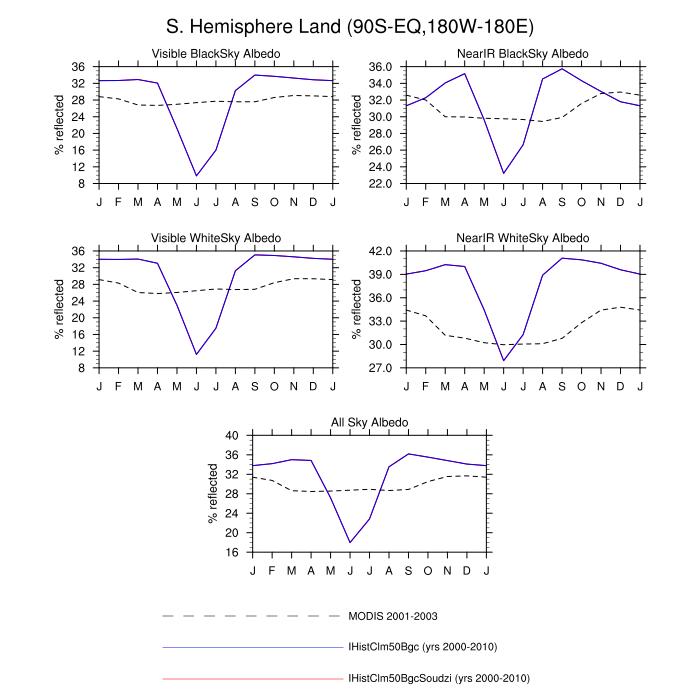 S. Hemisphere Land (90S-EQ,180W-180E)
Visible BlackSky Albedo
NearIR BlackSky Albedo
% reflected
36
32
28
24
20
16
12
8
J F M A M J J A S O N D J
% reflected
36.0
34.0
32.0
30.0
28.0
26.0
24.0
22.0
J F M A M J J A S O N D J
Visible WhiteSky Albedo
NearIR WhiteSky Albedo
% reflected
36
32
28
24
20
16
12
8
J F M A M J J A S O N D J
% reflected
42.0
39.0
36.0
33.0
30.0
27.0
J F M A M J J A S O N D J
All Sky Albedo
% reflected
40
36
32
28
24
20
16
J F M A M J J A S O N D J
MODIS 2001-2003
IHistClm50Bgc (yrs 2000-2010)
IHistClm50BgcSoudzi (yrs 2000-2010)